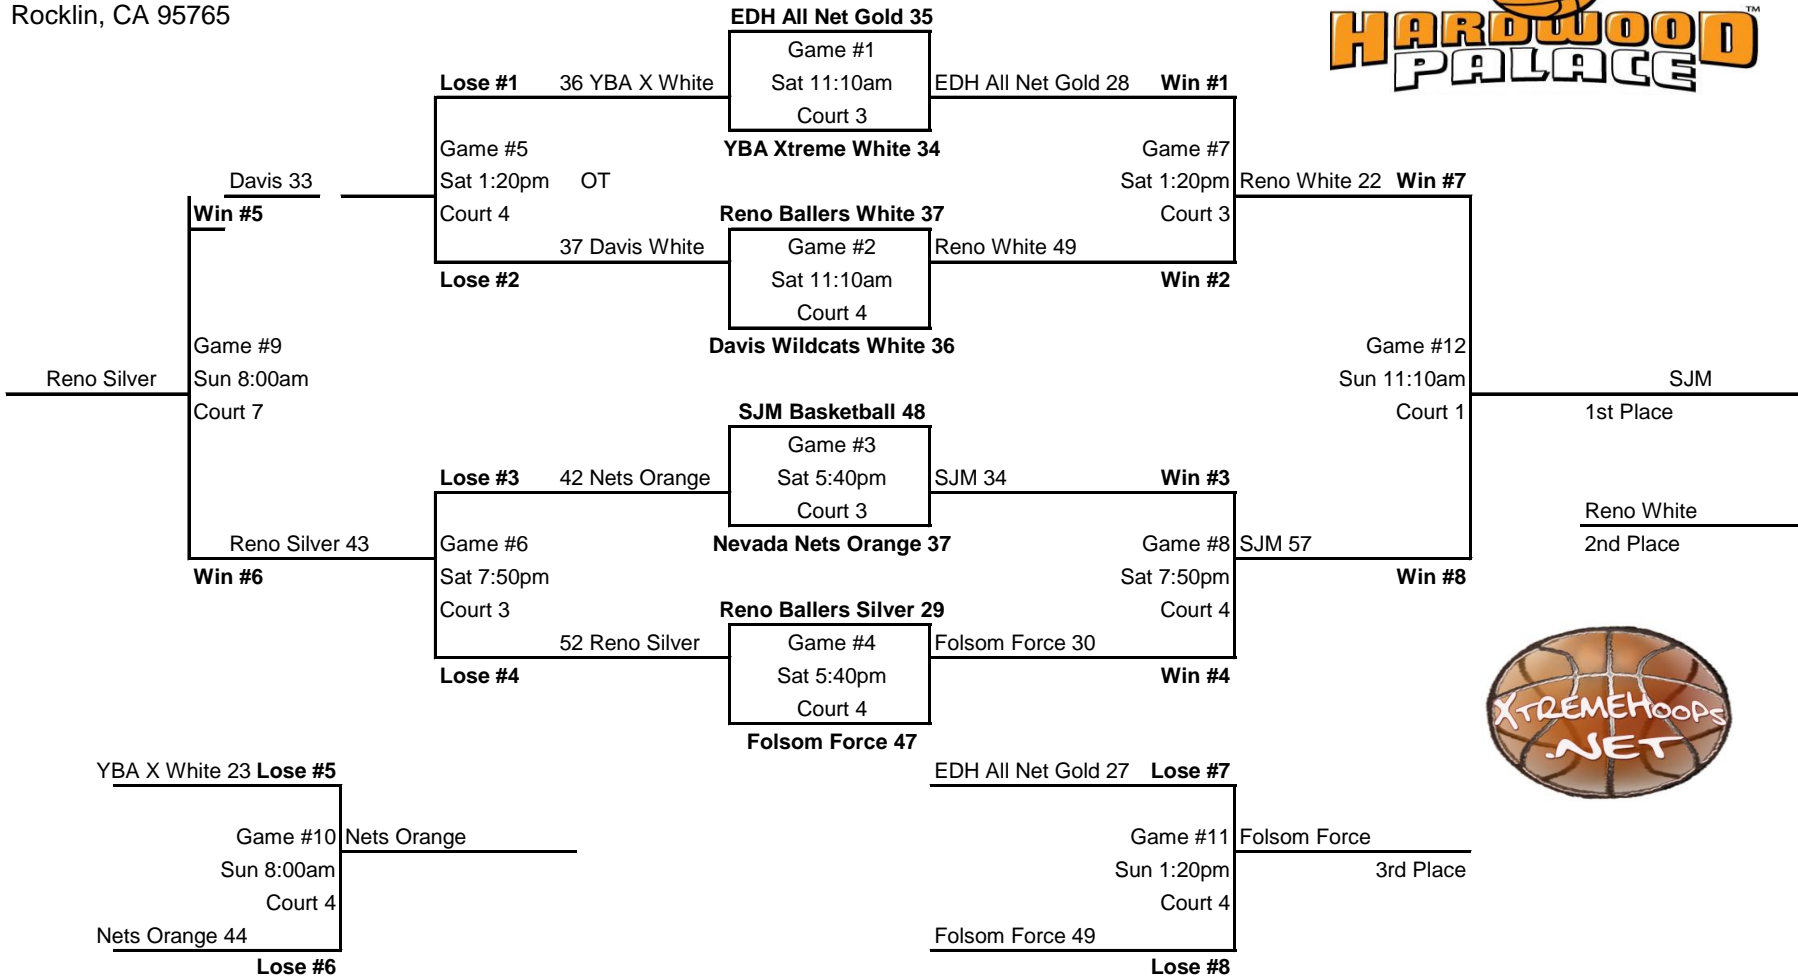 Rocklin, CA 95765
HARDWOOD
PALACE
TM
EDH All Net Gold 35
Game #1
Lose #1 36 YBA X White Sat 11:10am EDH All Net Gold 28 Win #1
Court 3
Game #5 YBA Xtreme White 34 Game #7
Davis 33 Sat 1:20pm OT Sat 1:20pm Reno White 22 Win #7
Win #5 Court 4 Reno Ballers White 37 Court 3
37 Davis White Game #2 Reno White 49
Lose #2 Sat 11:10am Win #2
Court 4
Game #9 Davis Wildcats White 36 Game #12
Reno Silver Sun 8:00am Sun 11:10am SJM
Court 7 SJM Basketball 48 Court 1 1st Place
Game #3
Lose #3 42 Nets Orange Sat 5:40pm SJM 34 Win #3
Court 3 Reno White
Reno Silver 43 Game #6 Nevada Nets Orange 37 Game #8 SJM 57 2nd Place
Win #6 Sat 7:50pm Sat 7:50pm Win #8
Court 3 Reno Ballers Silver 29 Court 4
52 Reno Silver Game #4 Folsom Force 30
Lose #4 Sat 5:40pm Win #4
Court 4
XTREMEHOOPS
.NET
Folsom Force 47
YBA X White 23 Lose #5 EDH All Net Gold 27 Lose #7
Game #10 Nets Orange Game #11 Folsom Force
Sun 8:00am Sun 1:20pm 3rd Place
Court 4 Court 4
Nets Orange 44 Folsom Force 49
Lose #6 Lose #8